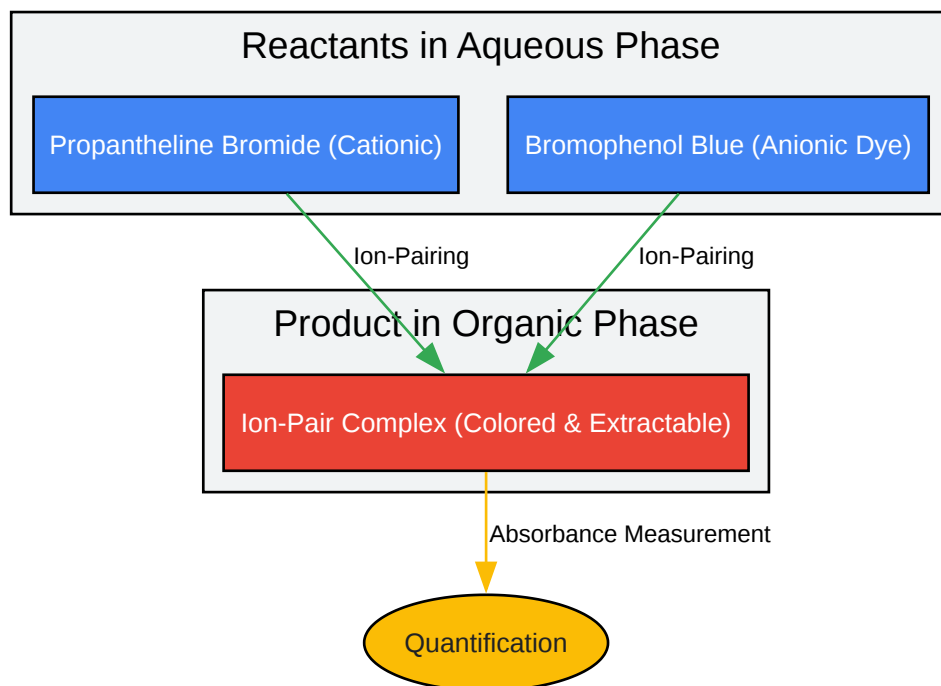 Reactants in Aqueous Phase
Propantheline Bromide (Cationic)
Bromophenol Blue (Anionic Dye)
Ion-Pairing
Ion-Pairing
Product in Organic Phase
Ion-Pair Complex (Colored & Extractable)
Absorbance Measurement
Quantification